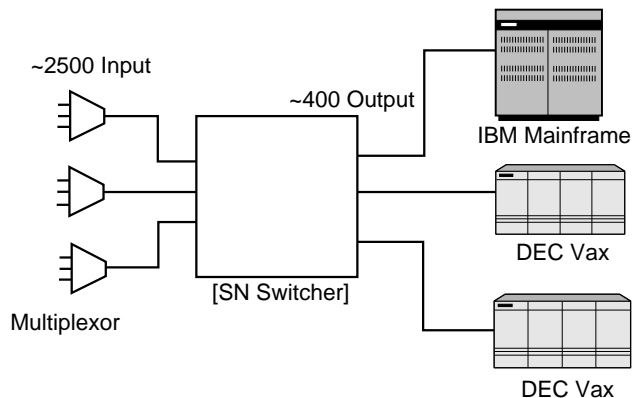 ~2500 Input
~400 Output
IBM Mainframe
DEC Vax
[SN Switcher]
Multiplexor
DEC Vax